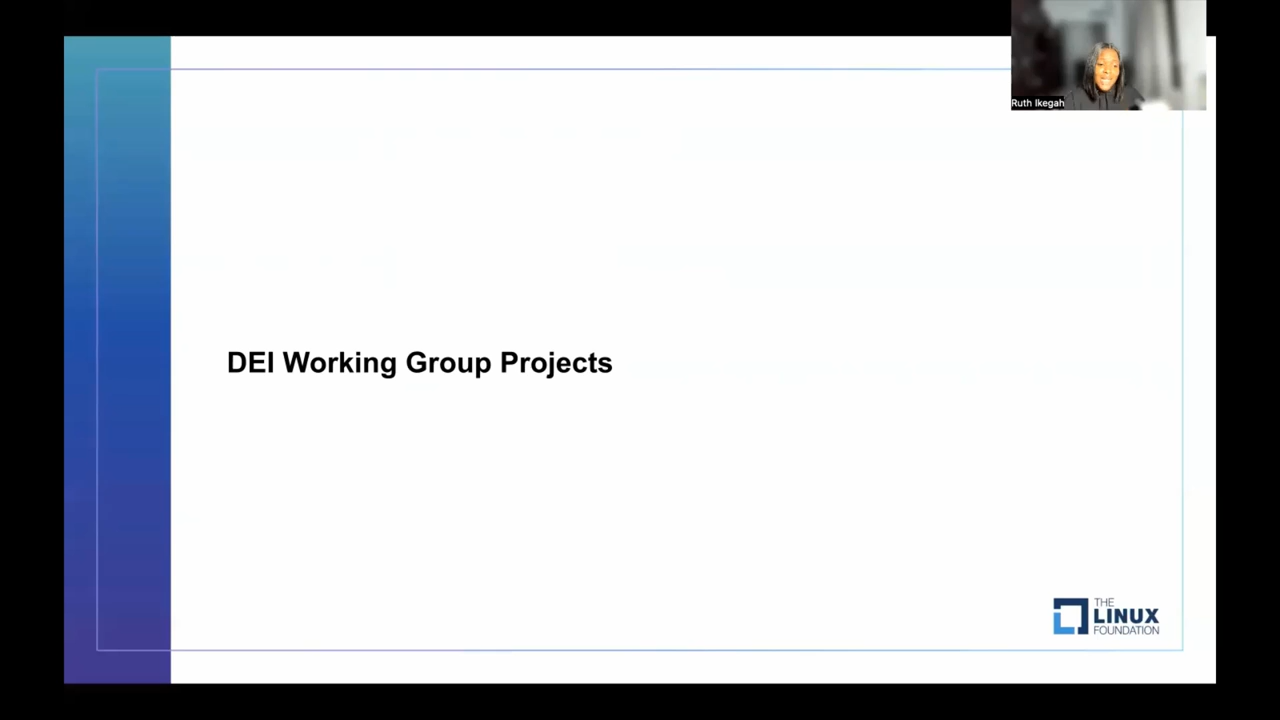 Ruth Ikegah
DEI Working Group Projects
THE
LINUX
FOUNDATION